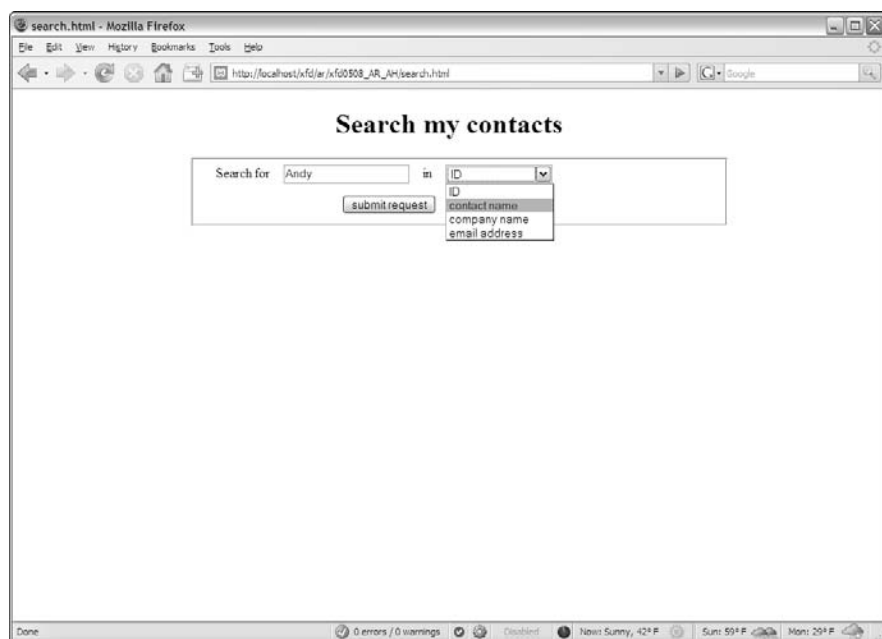 search.html - Mozilla Firefox
File Edit View History Bookmarks Tools Help
http://localhost/xfd/ar/xfd0508_AR_AH/search.html
Google
Search my contacts
Search for Andy in ID
ID
submit request
contact name
company name
email address
Done 0 errors / 0 warnings Disabled Now: Sunny, 42° F Sun: 59° F Mon: 29° F